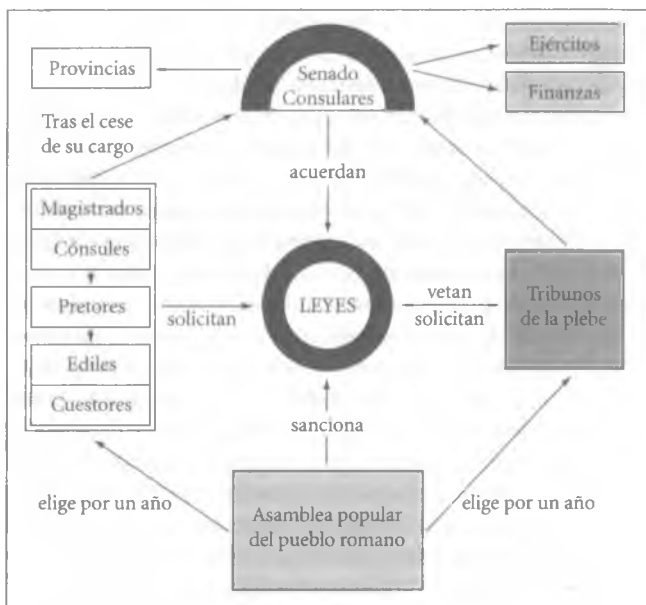 Provincias
Senado
Consulares
Ejércitos
Finanzas
Tras el cese
de su cargo
acuerdan
Magistrados
Cónsules
Pretores
Ediles
Cuestores
solicitan
LEYES
vetan
solicitan
Tribunos
de la plebe
sanciona
elige por un año
Asamblea popular
del pueblo romano
elige por un año